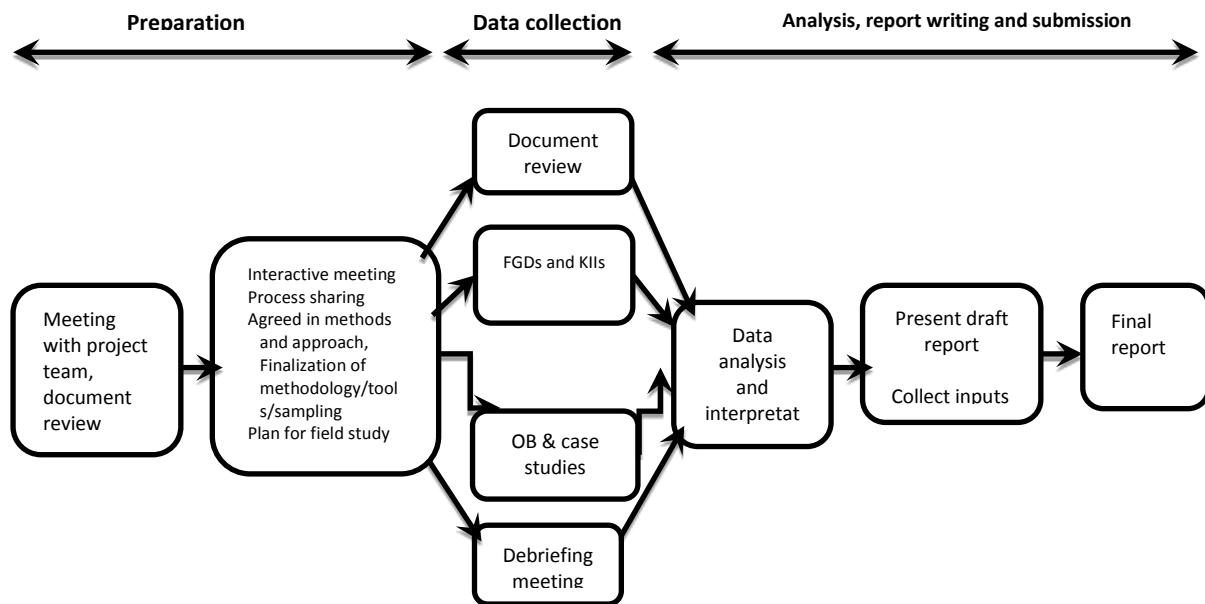 Preparation
Data collection
Analysis, report writing and submission
Meeting
with project
team,
document
review
Interactive meeting
Process sharing
Agreed in methods
and approach,
Finalization of
methodology/tool
s/sampling
Plan for field study
Document
review
FGDs and KIIs
OB & case
studies
Debriefing
meeting
Data
analysis
and
interpretat
Present draft
report
Collect inputs
Final
report